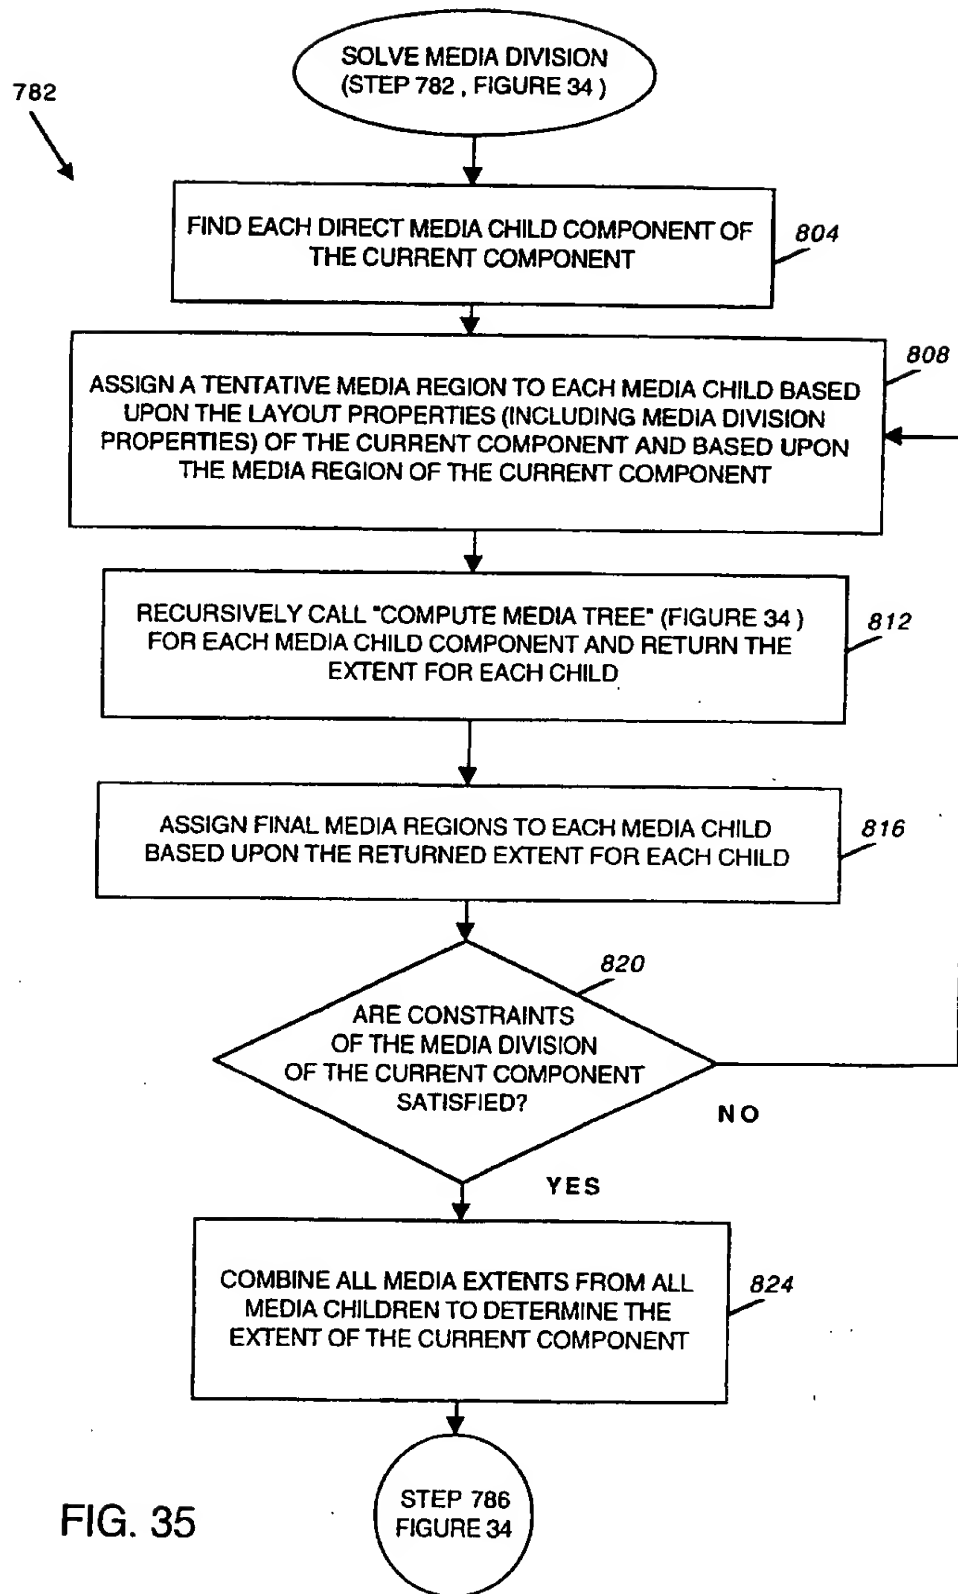 SOLVE MEDIA DIVISION
(STEP 782, FIGURE 34)
782
FIND EACH DIRECT MEDIA CHILD COMPONENT OF
THE CURRENT COMPONENT
804
808
ASSIGN A TENTATIVE MEDIA REGION TO EACH MEDIA CHILD BASED
UPON THE LAYOUT PROPERTIES (INCLUDING MEDIA DIVISION
PROPERTIES) OF THE CURRENT COMPONENT AND BASED UPON
THE MEDIA REGION OF THE CURRENT COMPONENT
RECURSIVELY CALL "COMPUTE MEDIA TREE" (FIGURE 34)
FOR EACH MEDIA CHILD COMPONENT AND RETURN THE
EXTENT FOR EACH CHILD
812
ASSIGN FINAL MEDIA REGIONS TO EACH MEDIA CHILD
BASED UPON THE RETURNED EXTENT FOR EACH CHILD
816
820
ARE CONSTRAINTS
OF THE MEDIA DIVISION
OF THE CURRENT COMPONENT
SATISFIED?
NO
YES
COMBINE ALL MEDIA EXTENTS FROM ALL
MEDIA CHILDREN TO DETERMINE THE
EXTENT OF THE CURRENT COMPONENT
824
STEP 786
FIGURE 34
FIG. 35